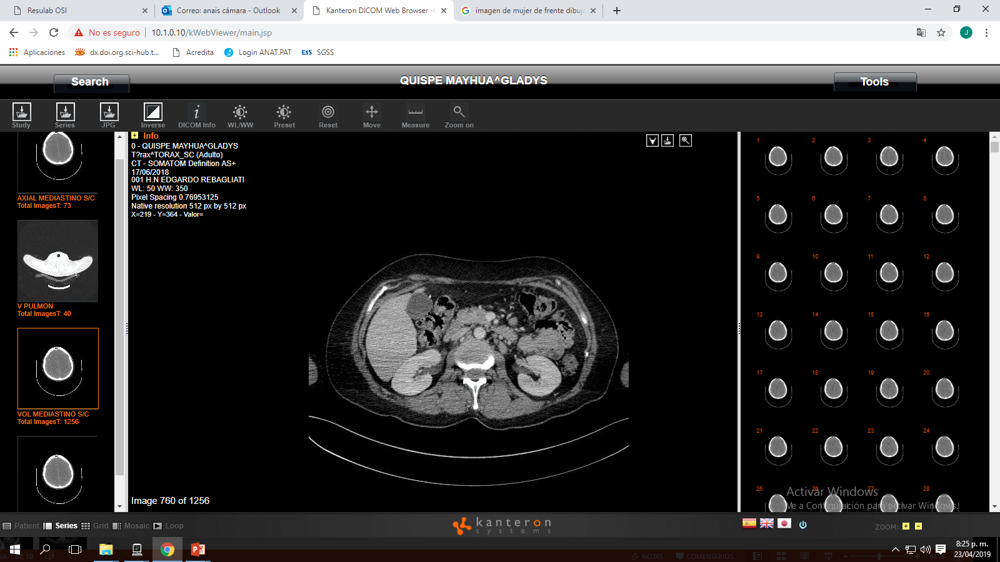 Resulab OSI
Correo: anais cámara - Outlook
Kanteron DICOM Web Browser -
imagen de mujer de frente dibuj
No es seguro
10.1.0.10/kWebViewer/main.jsp
J
Aplicaciones
dx.doi.org.sci-hub.t...
Acredita
Login ANAT.PAT
EsS SGSS
Search
QUISPE MAYHUA^GLADYS
Tools
Study
Series
JPG
Inverse
DICOM Info
WL/WW
Preset
Reset
Move
Measure
Zoom on
AXIAL MEDIASTINO S/C
Total ImagesT: 73
V PULMON
Total ImagesT: 40
VOL MEDIASTINO S/C
Total ImagesT: 1256
Info
0 - QUISPE MAYHUA^GLADYS
T?rax^TORAX_SC (Adulto)
CT - SOMATOM Definition AS+
17/06/2018
001 H.N EDGARDO REBAGLIATI
WL: 50 WW: 350
Pixel Spacing 0.76953125
Native resolution 512 px by 512 px
X=219 - Y=364 - Valor=
Image 760 of 1256
1 2 3 4
5 6 7 8
9 10 11 12
13 14 15 16
17 18 19 20
21 22 23 24
25 26 27 28
Activar Windows
Ve a Configuración para activar Windows.
Patient
Series
Grid
Mosaic
Loop
kanteron
systems
ZOOM:
VA 1 DE 10
NOTAS
COMENTARIOS
8:25 p. m.
23/04/2019